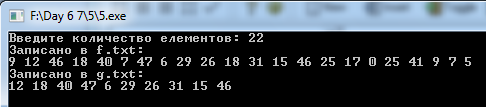 F:\Day 6 7\5\5.exe
Введите количество елементов: 22
Записано в f.txt:
9 12 46 18 40 7 47 6 29 26 18 31 15 46 25 17 0 25 41 9 7 5
Записано в g.txt:
12 18 40 47 6 29 26 31 15 46